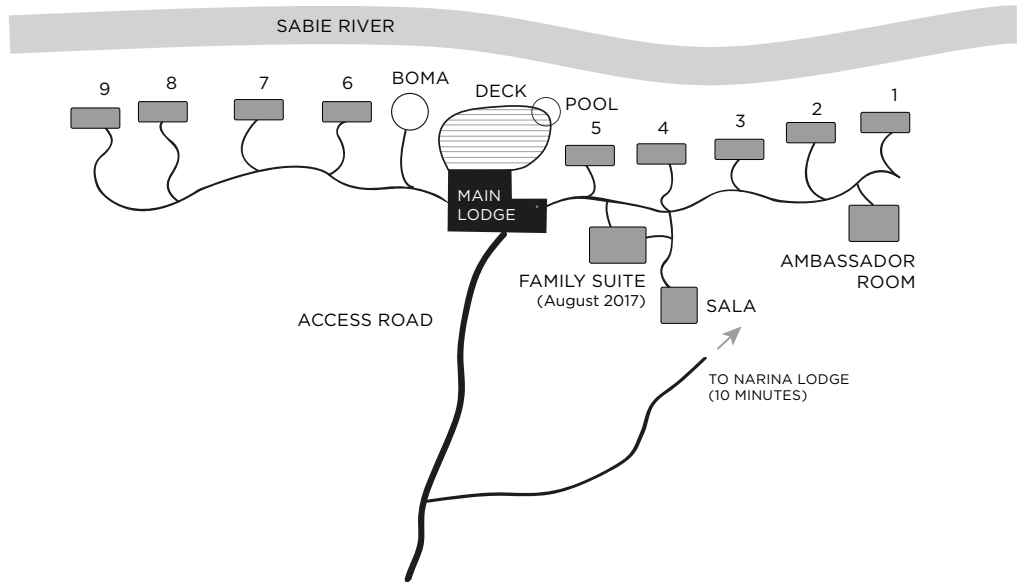 SABIE RIVER
9
8
7
6
BOMA
DECK
POOL
5
4
3
2
1
MAIN
LODGE
FAMILY SUITE
(August 2017)
AMBASSADOR
ROOM
SALA
ACCESS ROAD
TO NARINA LODGE
(10 MINUTES)